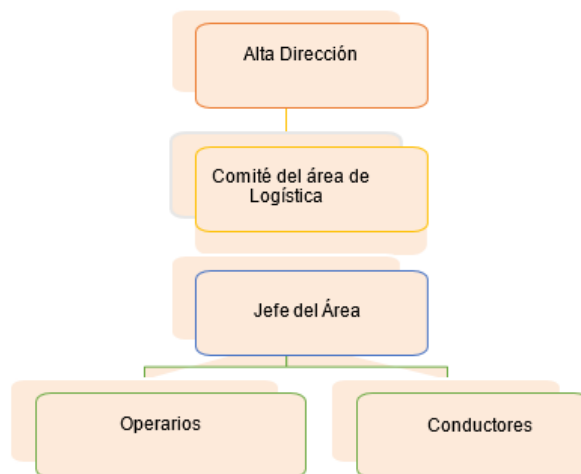 Alta Dirección
Comité del área de
Logística
Jefe del Área
Operarios
Conductores